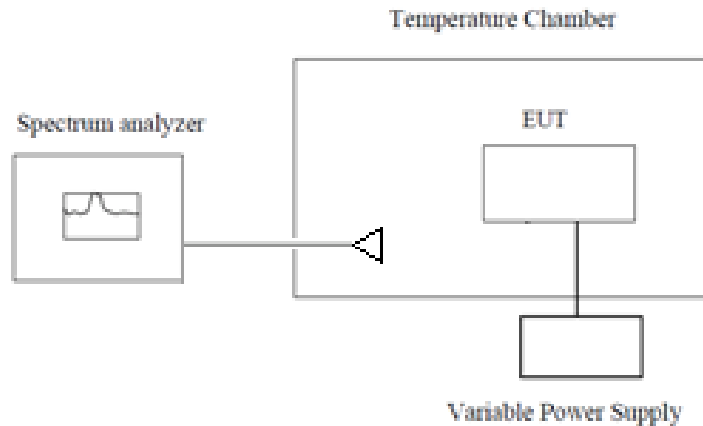 Temperature Chamber
Spectrum analyzer
EUT
Variable Power Supply